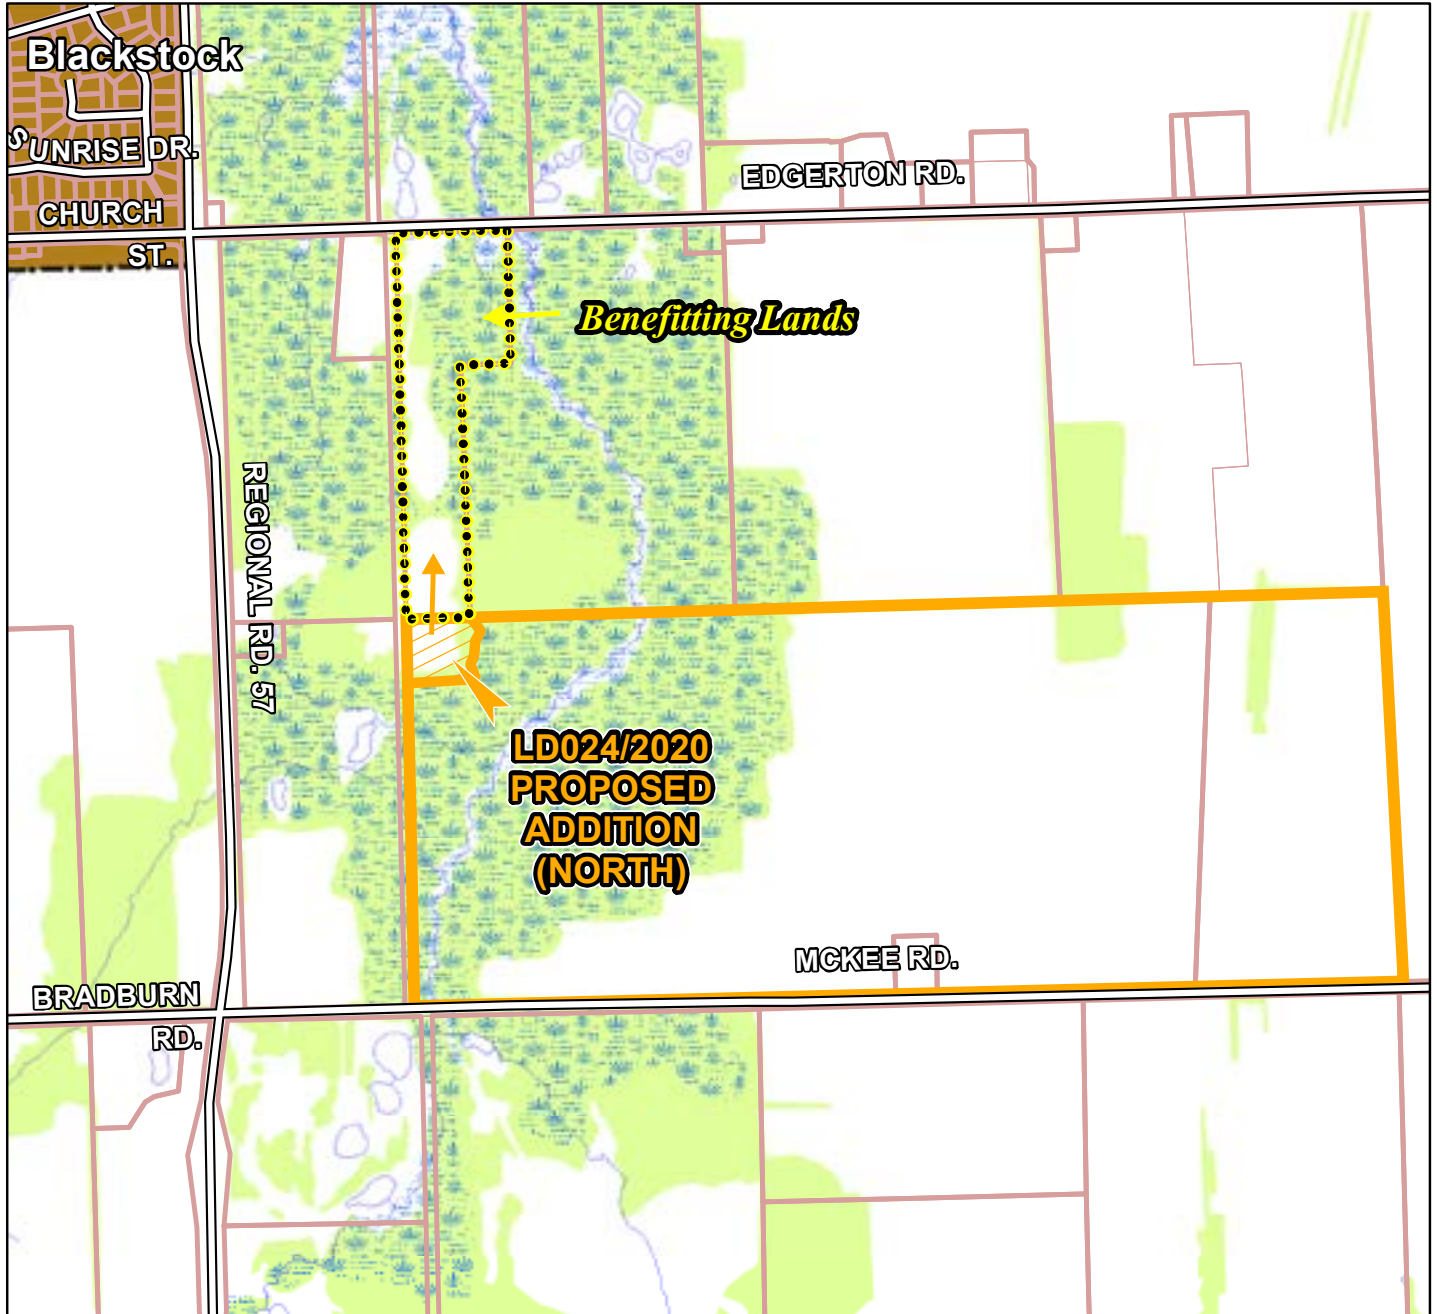 Blackstock
SUNRISE DR.
CHURCH
ST.
EDGERTON RD.
Benefitting Lands
REGIONAL RD. 57
LD024/2020
PROPOSED
ADDITION
(NORTH)
MCKEE RD.
BRADBURN
RD.